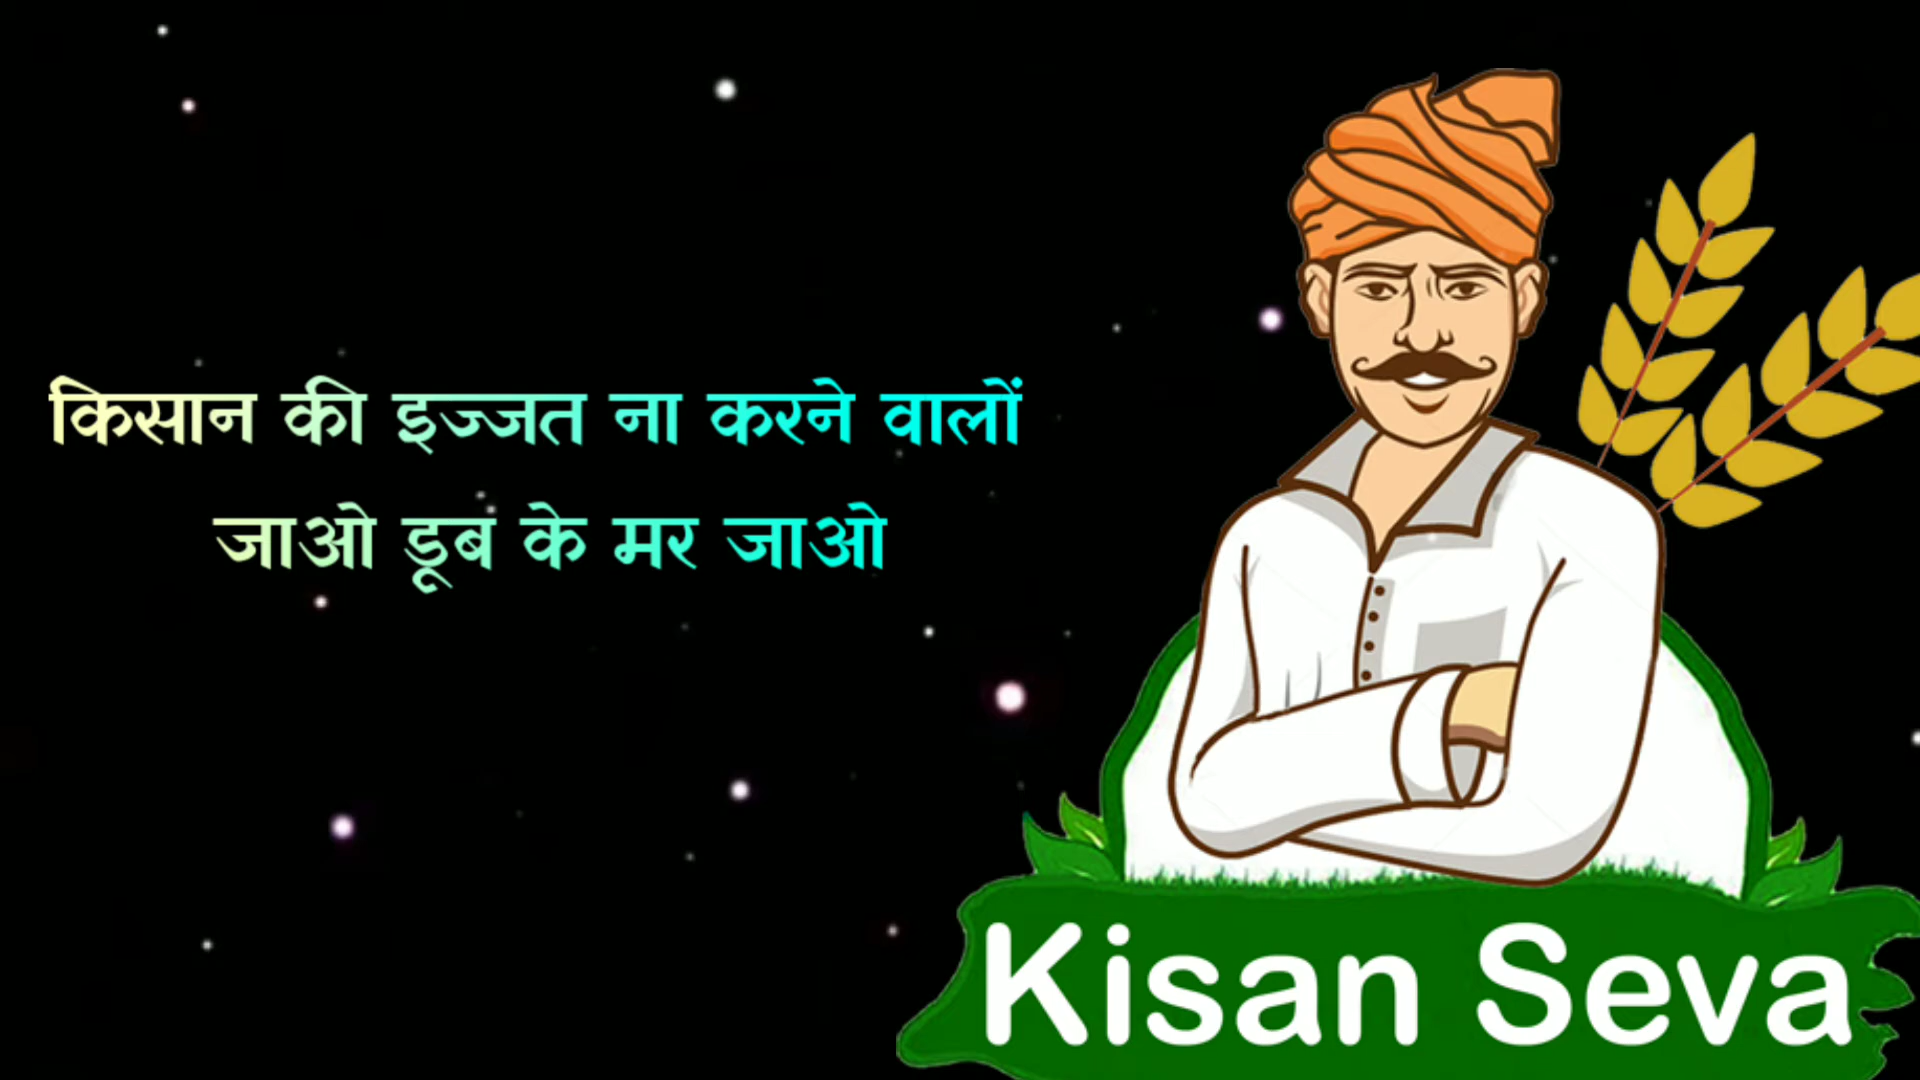 किसान की इज्जत ना करने वालों
जाओ डूब के मर जाओ
Kisan Seva